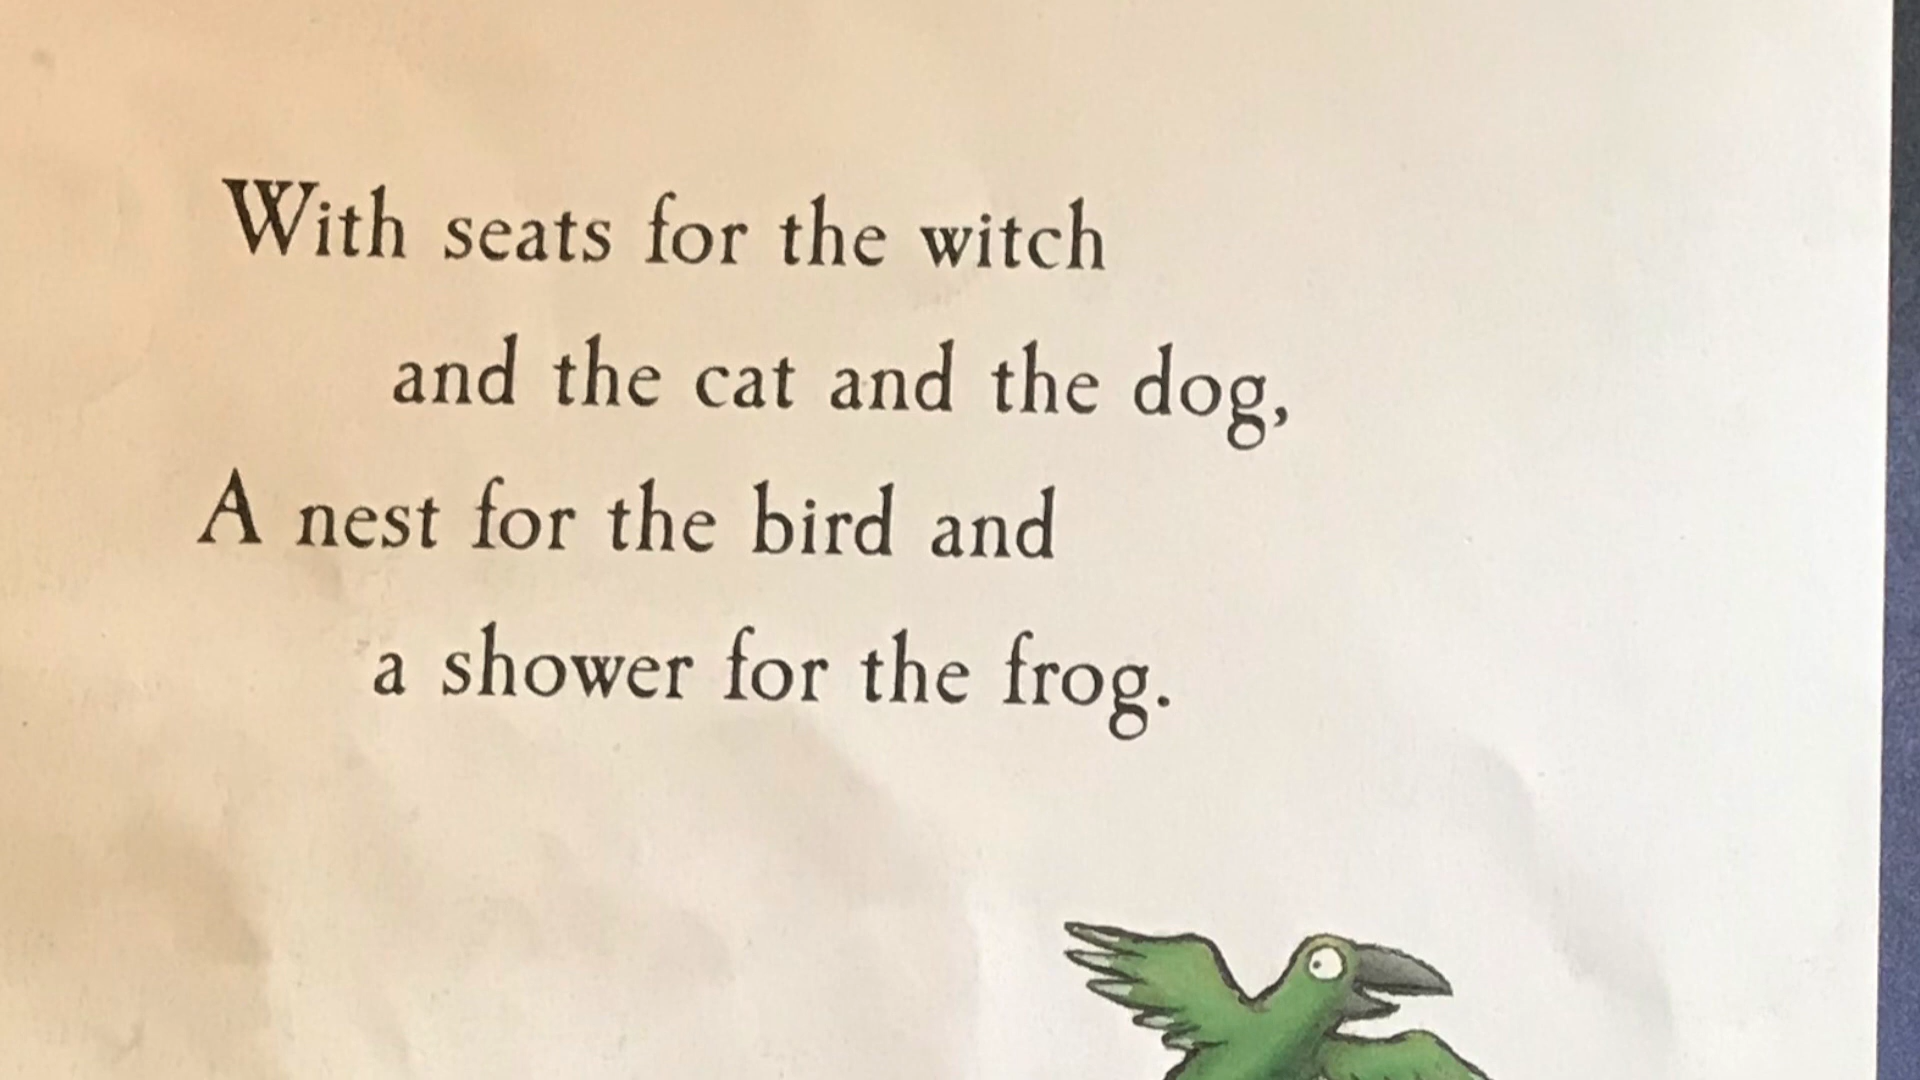 With seats for the witch
and the cat and the dog,
A nest for the bird and
a shower for the frog.